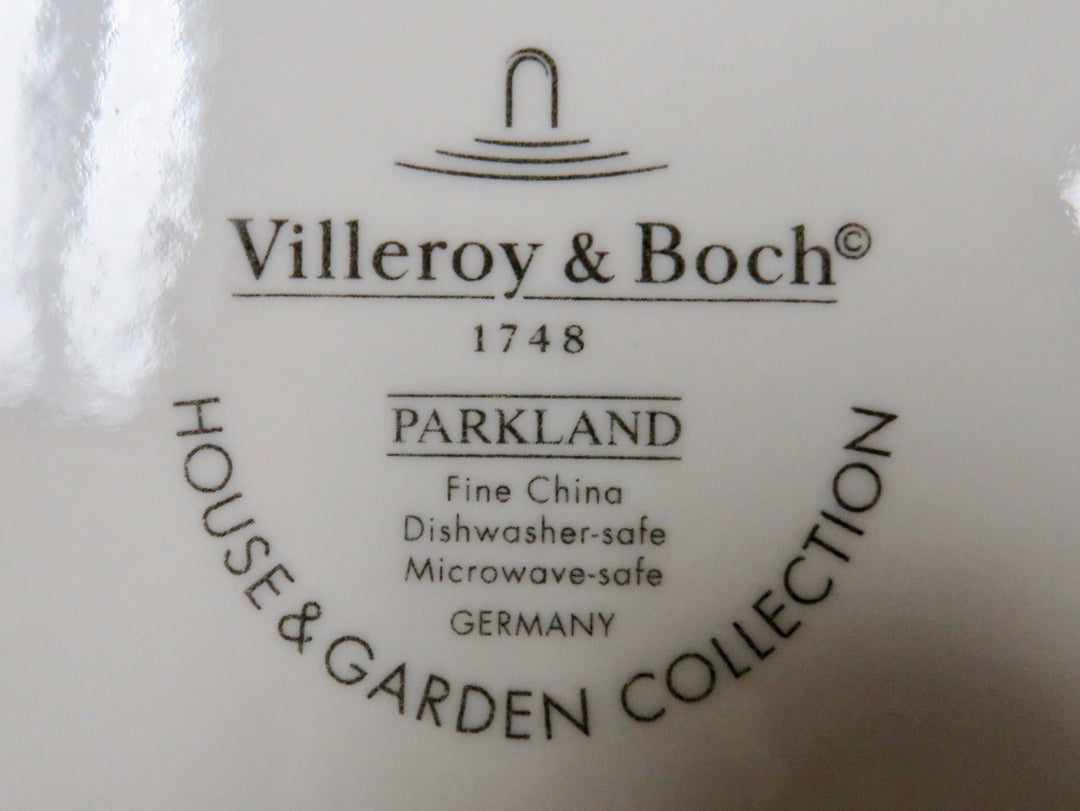 Villeroy & Boch©
1748
PARKLAND
Fine China
Dishwasher-safe
Microwave-safe
GERMANY
HOUSE & GARDEN COLLECTION